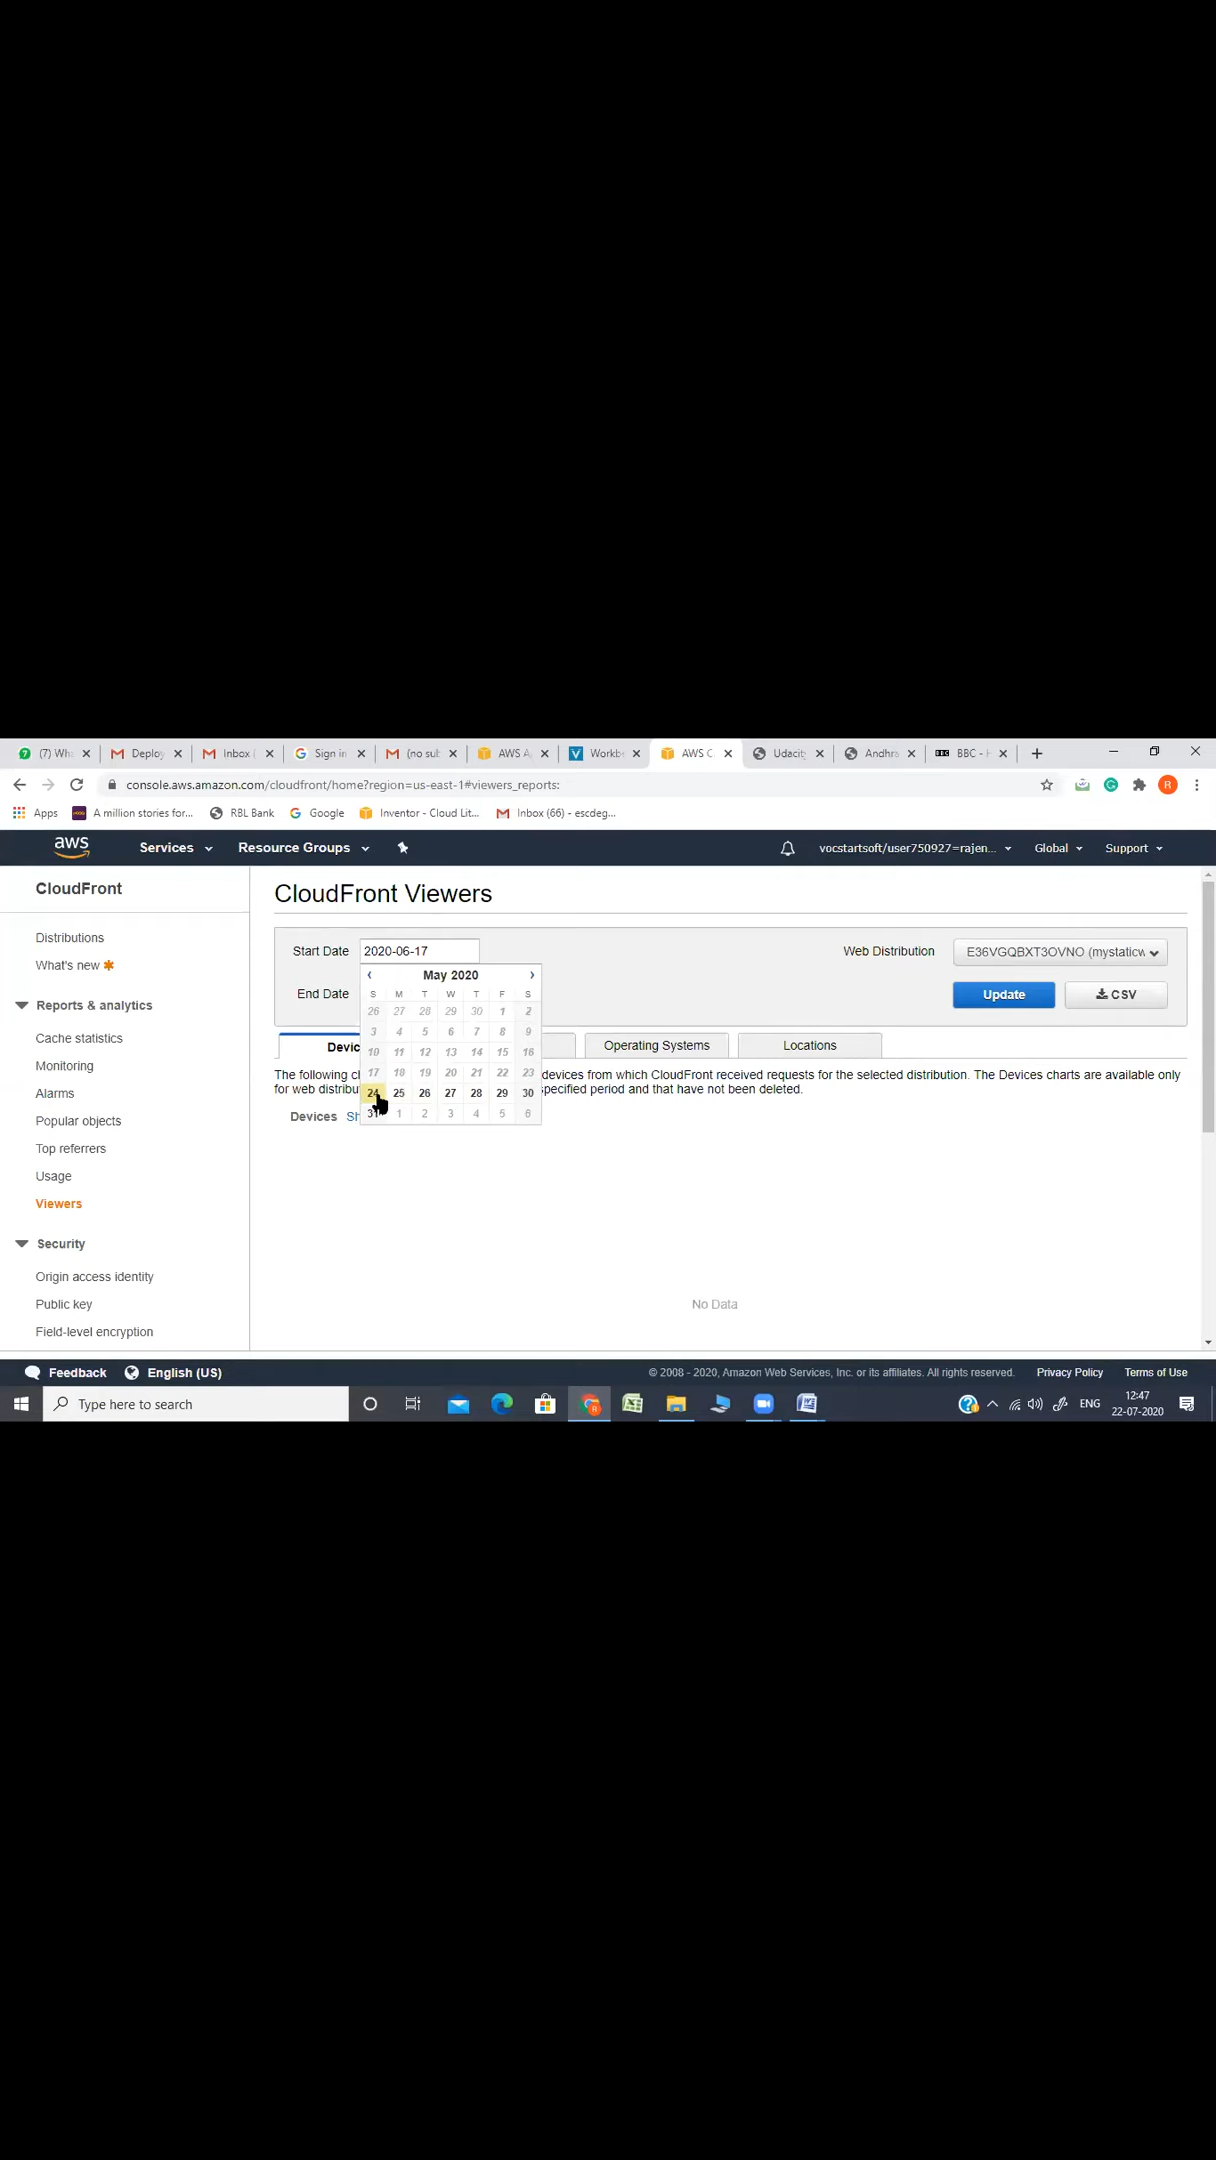 (7) Wh
Deploy
Inbox (
Sign in
(no sub
AWS A
Workb
AWS C
Udacit
Andhra
BBC -
console.aws.amazon.com/cloudfront/home?region=us-east-1#viewers_reports:
Apps
A million stories for...
RBL Bank
Google
Inventor - Cloud Lit...
Inbox (66) - escdeg...
aws
Services
Resource Groups
vocstartsoft/user750927=rajen...
Global
Support
CloudFront
Distributions
What's new
Reports & analytics
Cache statistics
Monitoring
Alarms
Popular objects
Top referrers
Usage
Viewers
Security
Origin access identity
Public key
Field-level encryption
CloudFront Viewers
Start Date 2020-06-17
Web Distribution E36VGQBXT3OVNO (mystaticw
End Date
Update CSV
May 2020
S M T W T F S
26 27 28 29 30 1 2
3 4 5 6 7 8 9
10 11 12 13 14 15 16
17 18 19 20 21 22 23
24 25 26 27 28 29 30
31 1 2 3 4 5 6
Devic
Operating Systems
Locations
The following c devices from which CloudFront received requests for the selected distribution. The Devices charts are available only
for web distribut specified period and that have not been deleted.
Devices Sh
No Data
Feedback English (US)
© 2008 - 2020, Amazon Web Services, Inc. or its affiliates. All rights reserved. Privacy Policy Terms of Use
Type here to search
ENG
12:47
22-07-2020